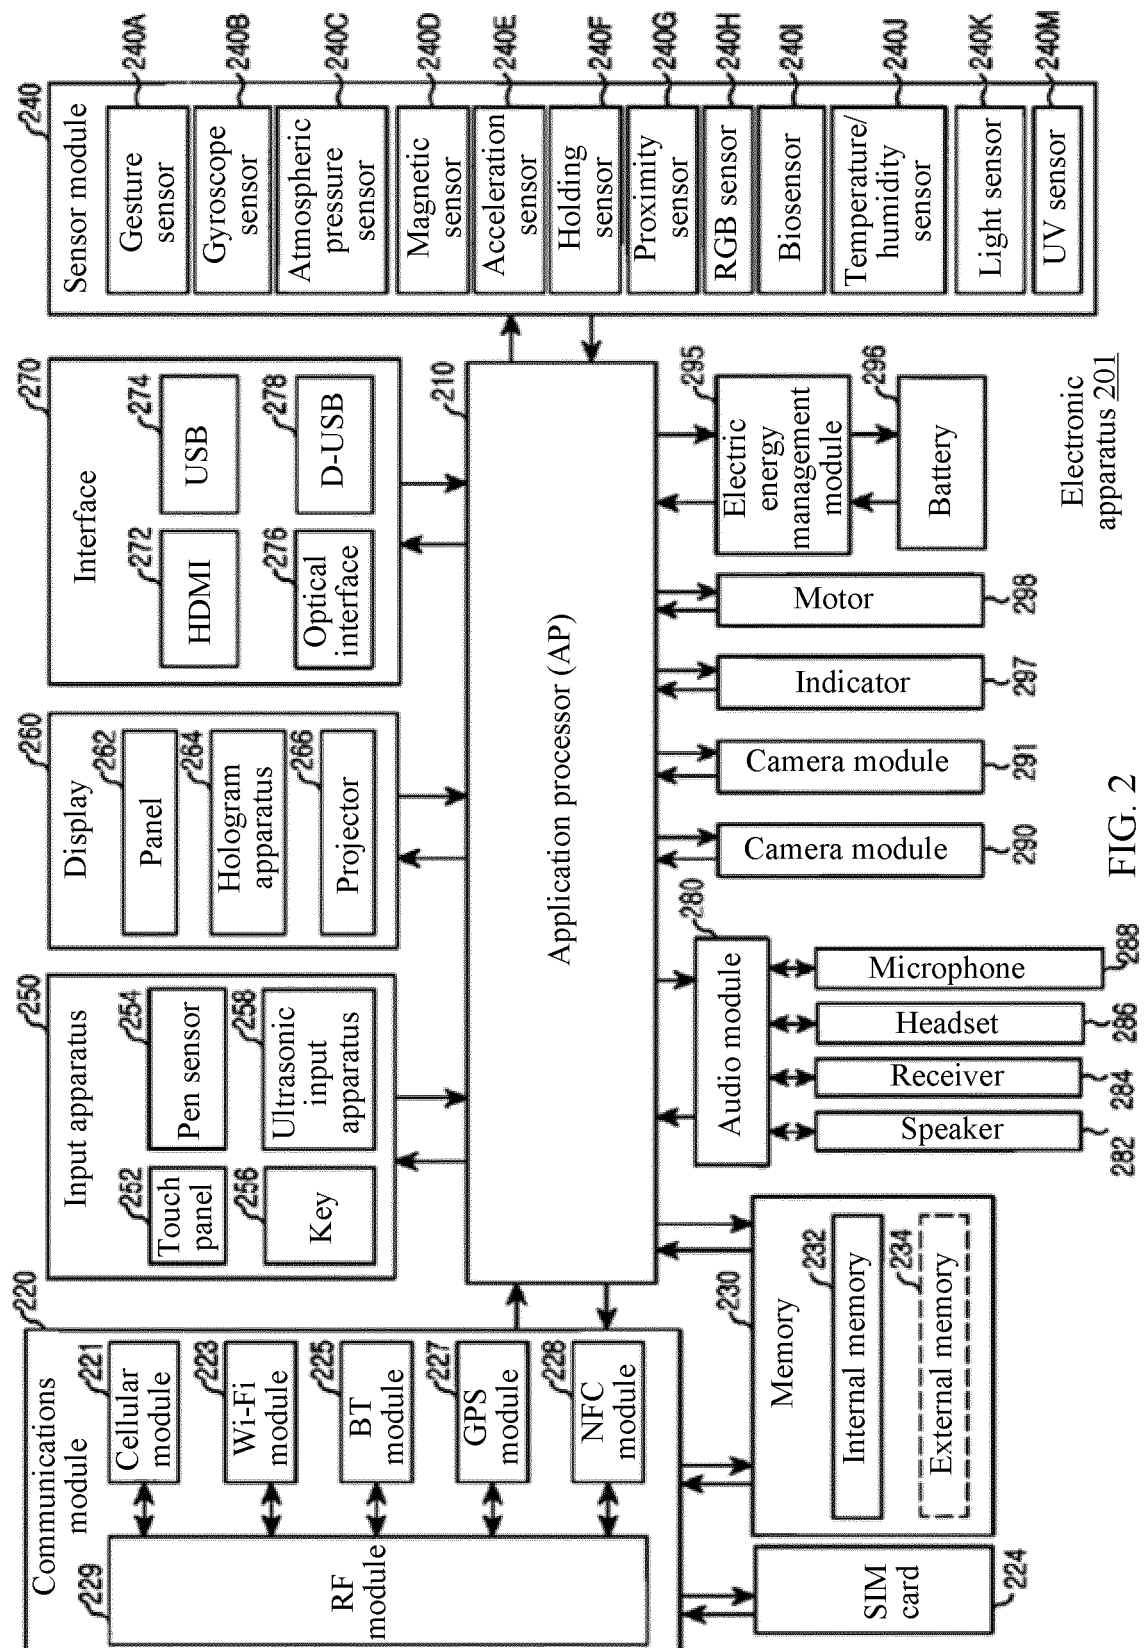 Communications
module
220
229
RF
module
221
Cellular
module
223
Wi-Fi
module
225
BT
module
227
GPS
module
228
NFC
module
SIM
card
224
Input apparatus
250
252
Touch
panel
254
Pen sensor
256
Key
258
Ultrasonic
input
apparatus
Display
260
262
Panel
264
Hologram
apparatus
266
Projector
Interface
270
272
HDMI
274
USB
276
Optical
interface
278
D-USB
Sensor module
240
Gesture
sensor
240A
Gyroscope
sensor
240B
Atmospheric
pressure
sensor
240C
Magnetic
sensor
240D
Acceleration
sensor
240E
Holding
sensor
240F
Proximity
sensor
240G
RGB sensor
240H
Biosensor
240I
Temperature/
humidity
sensor
240J
Light sensor
240K
UV sensor
240M
Application processor (AP)
210
230
Memory
232
Internal memory
234
External memory
280
Audio module
Speaker
282
Receiver
284
Headset
286
Microphone
288
Camera module
290
Camera module
291
Indicator
297
Motor
298
295
Electric
energy
management
module
296
Battery
Electronic
apparatus 201
FIG. 2